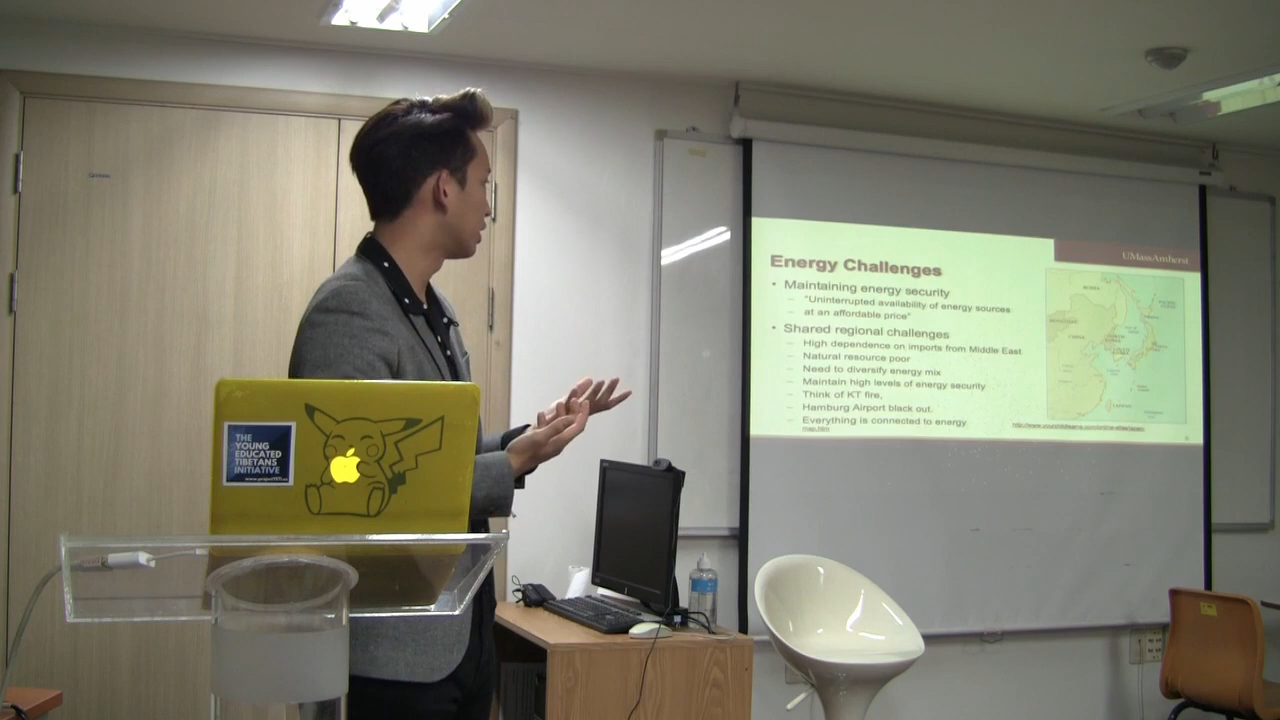 THE
YOUNG
EDUCATED
TIBETANS
INITIATIVE
UMassAmherst
Energy Challenges
• Maintaining energy security
– "Uninterrupted availability of energy sources
– at an affordable price"
• Shared regional challenges
– High dependence on imports from Middle East
– Natural resource poor
– Need to diversify energy mix
– Maintain high levels of energy security
– Think of KT fire,
– Hamburg Airport black out.
– Everything is connected to energy
map.htm
RUSSIA
CHINA